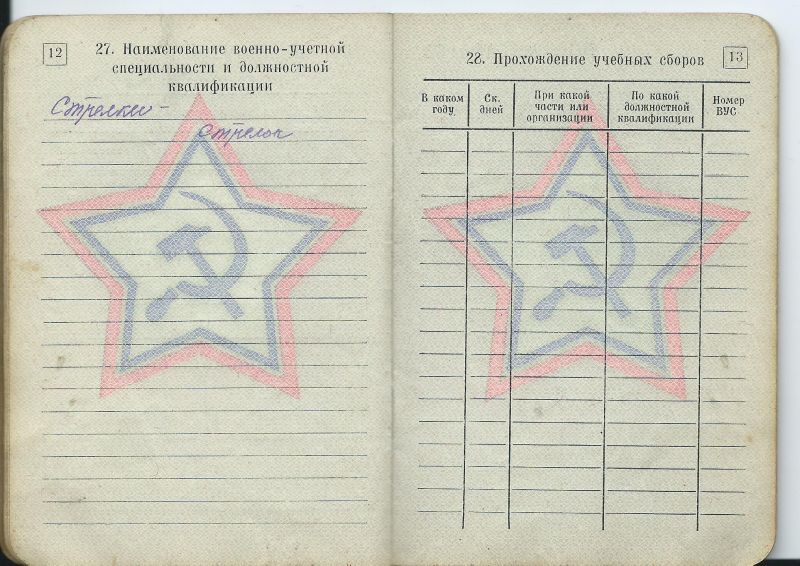 12
27. Наименование военно-учетной
специальности и должностной
квалификации
Стрелки –
стрелок
28. Прохождение учебных сборов
13
В каком году
Ск. дней
При какой части или организации
По какой должностной квалификации
Номер ВУС